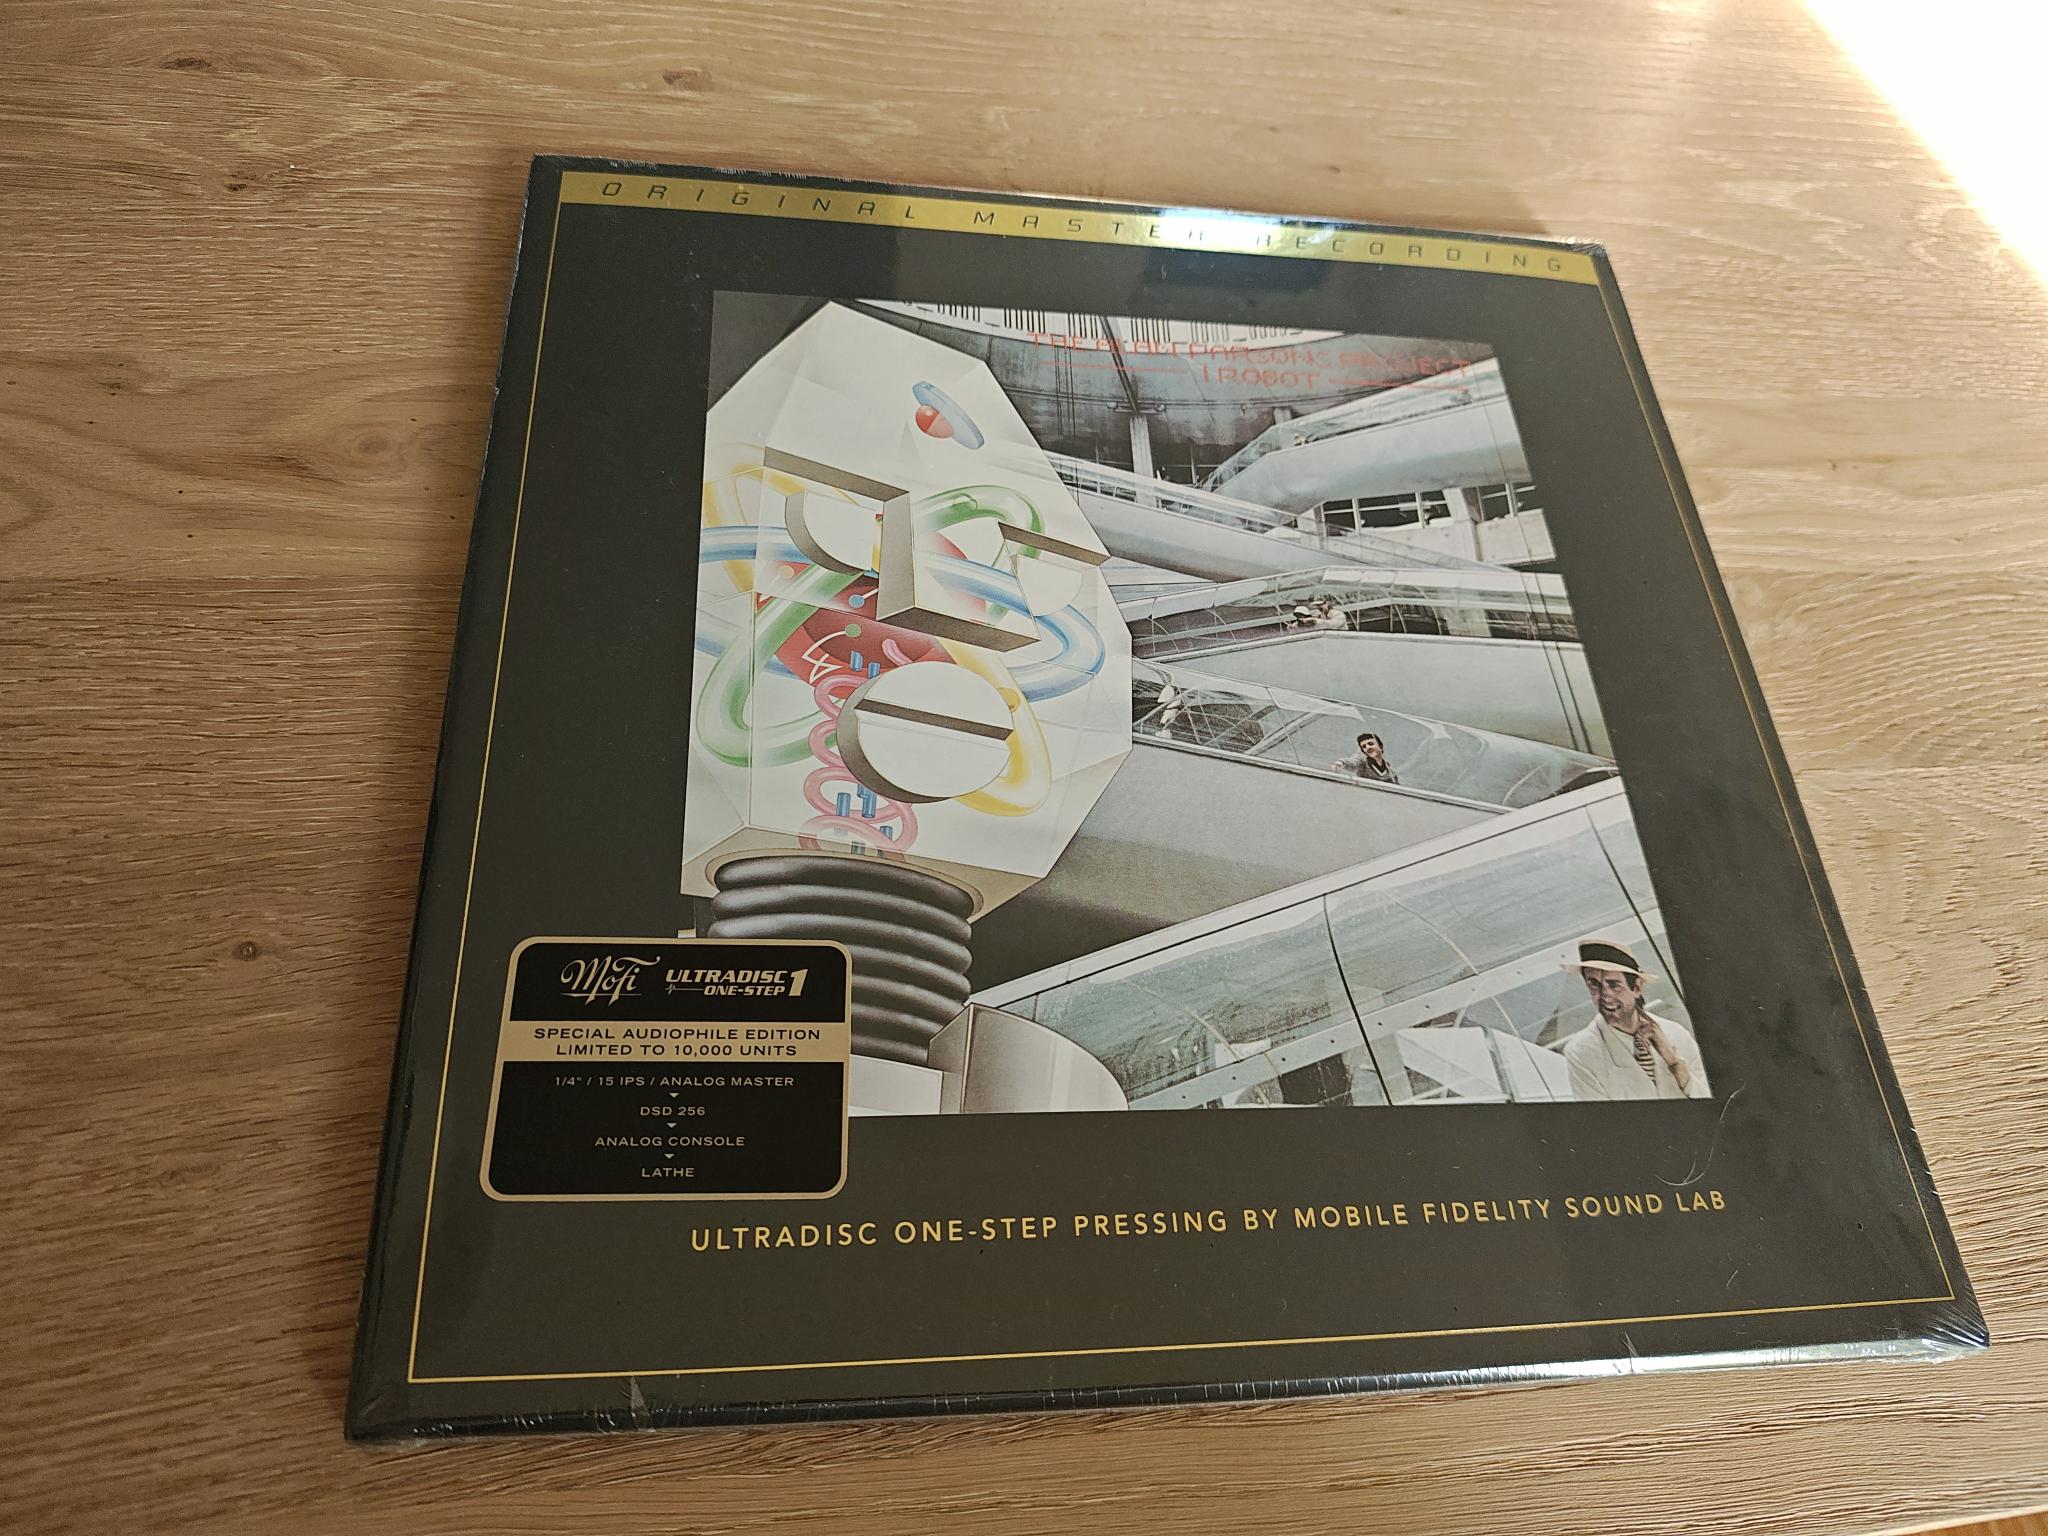 ORIGINAL MASTER RECORDING
THE ALAN PARSONS PROJECT
I ROBOT
MoFi ULTRADISC ONE-STEP 1
SPECIAL AUDIOPHILE EDITION
LIMITED TO 10,000 UNITS
1/4" / 15 IPS / ANALOG MASTER
DSD 256
ANALOG CONSOLE
LATHE
ULTRADISC ONE-STEP PRESSING BY MOBILE FIDELITY SOUND LAB